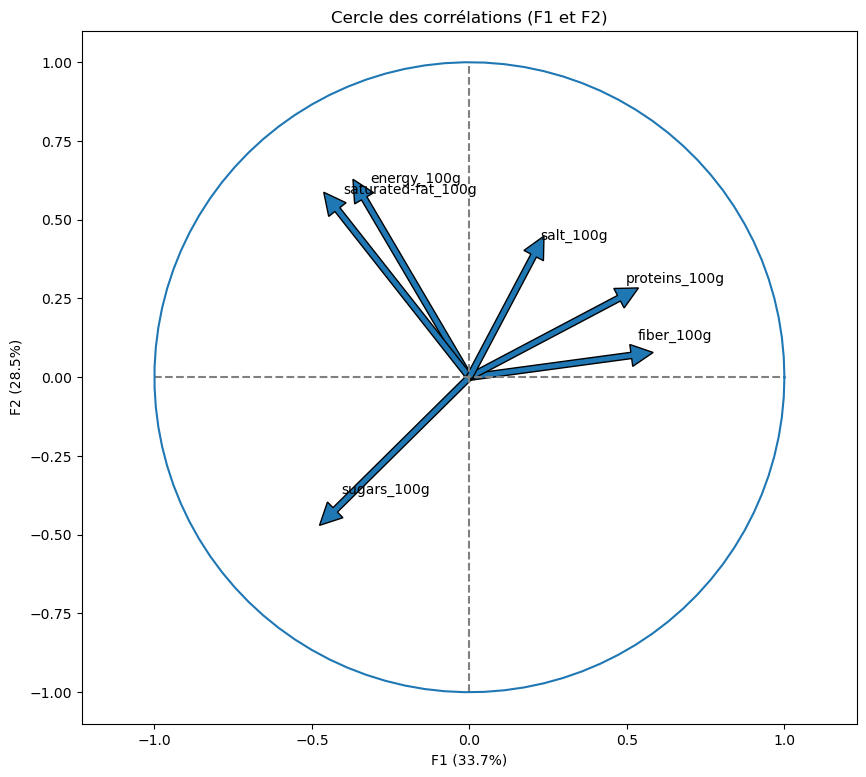 Cercle des corrélations (F1 et F2)
1.00
0.75
0.50
0.25
0.00
−0.25
−0.50
−0.75
−1.00
F2 (28.5%)
energy_100g
saturated-fat_100g
salt_100g
proteins_100g
fiber_100g
sugars_100g
−1.0
−0.5
0.0
0.5
1.0
F1 (33.7%)